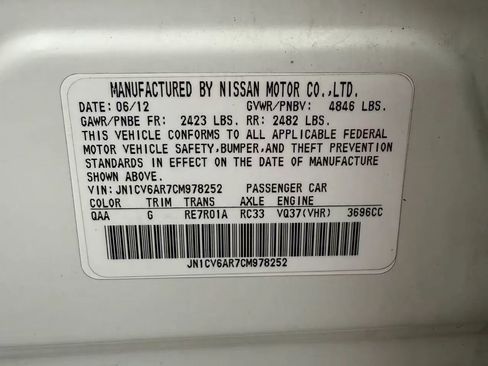 MANUFACTURED BY NISSAN MOTOR CO.,LTD.
DATE: 06/12 GVWR/PNBV: 4846 LBS.
GAWR/PNBE FR: 2423 LBS. RR: 2482 LBS.
THIS VEHICLE CONFORMS TO ALL APPLICABLE FEDERAL
MOTOR VEHICLE SAFETY,BUMPER,AND THEFT PREVENTION
STANDARDS IN EFFECT ON THE DATE OF MANUFACTURE
SHOWN ABOVE.
VIN: JN1CV6AR7CM978252 PASSENGER CAR
COLOR TRIM TRANS AXLE ENGINE
QAA G RE7R01A RC33 VQ37(VHR) 3696CC
JN1CV6AR7CM978252